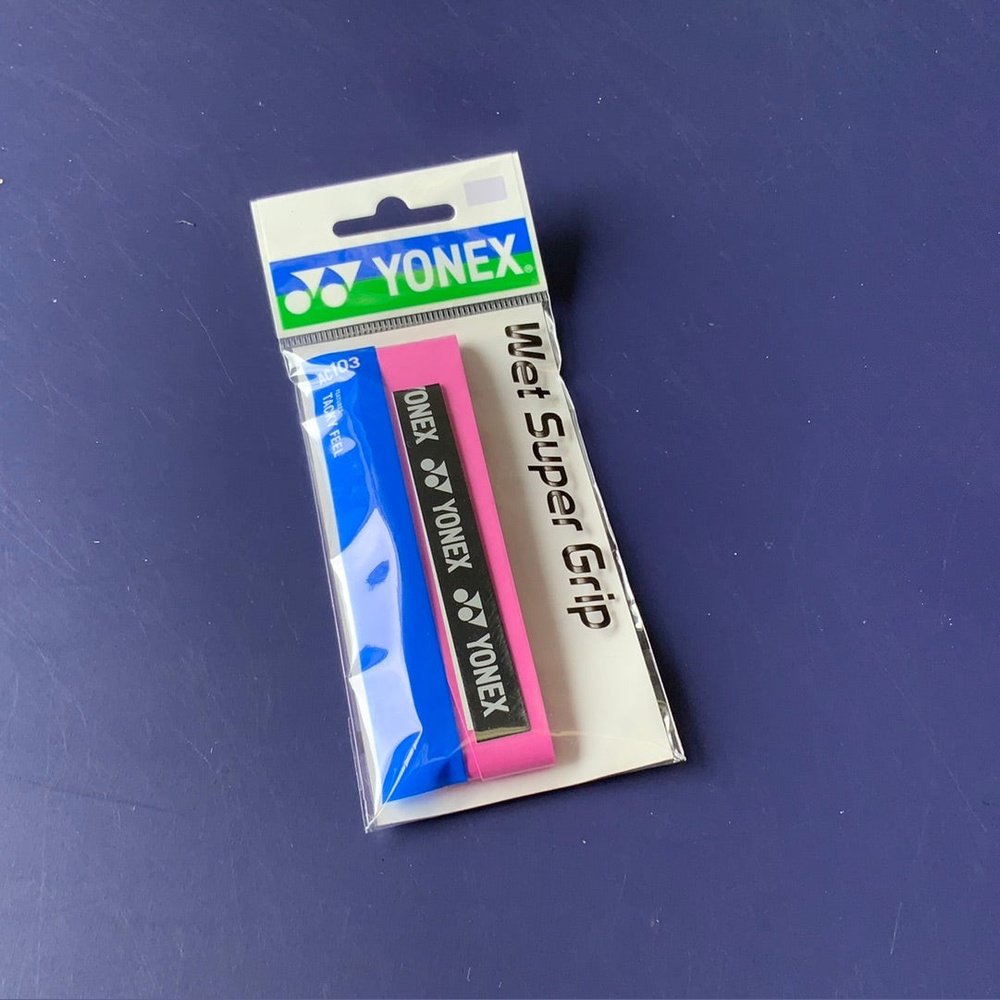 YONEX®
AC103
TACKY FEEL
YONEX YONEX YONEX
Wet Super Grip